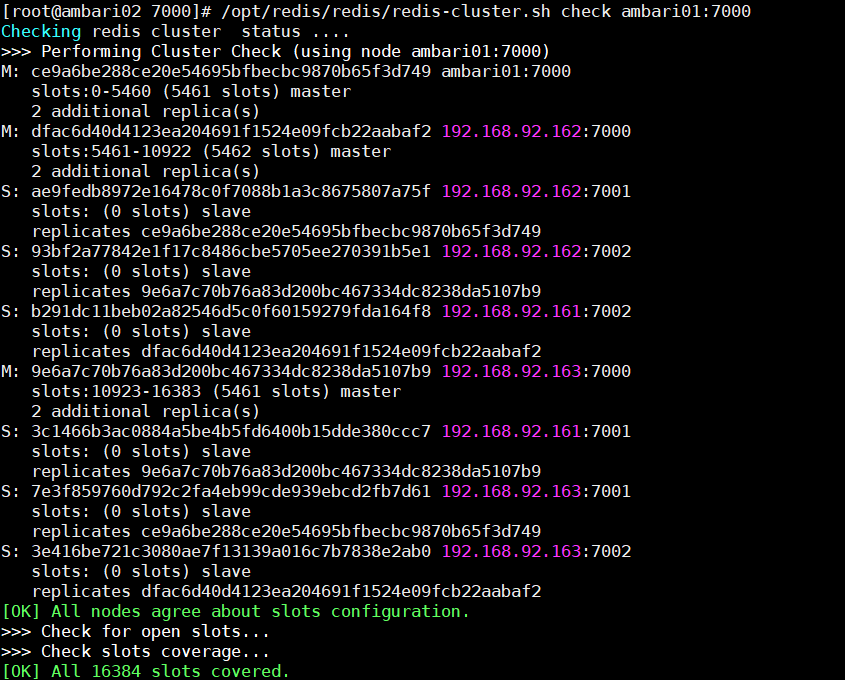 [root@ambari02 7000]# /opt/redis/redis/redis-cluster.sh check ambari01:7000
Checking redis cluster  status ....
>>> Performing Cluster Check (using node ambari01:7000)
M: ce9a6be288ce20e54695bfbecbc9870b65f3d749 ambari01:7000
   slots:0-5460 (5461 slots) master
   2 additional replica(s)
M: dfac6d40d4123ea204691f1524e09fcb22aabaf2 192.168.92.162:7000
   slots:5461-10922 (5462 slots) master
   2 additional replica(s)
S: ae9fedb8972e16478c0f7088b1a3c8675807a75f 192.168.92.162:7001
   slots: (0 slots) slave
   replicates ce9a6be288ce20e54695bfbecbc9870b65f3d749
S: 93bf2a77842e1f17c8486cbe5705ee270391b5e1 192.168.92.162:7002
   slots: (0 slots) slave
   replicates 9e6a7c70b76a83d200bc467334dc8238da5107b9
S: b291dc11beb02a82546d5c0f60159279fda164f8 192.168.92.161:7002
   slots: (0 slots) slave
   replicates dfac6d40d4123ea204691f1524e09fcb22aabaf2
M: 9e6a7c70b76a83d200bc467334dc8238da5107b9 192.168.92.163:7000
   slots:10923-16383 (5461 slots) master
   2 additional replica(s)
S: 3c1466b3ac0884a5be4b5fd6400b15dde380ccc7 192.168.92.161:7001
   slots: (0 slots) slave
   replicates 9e6a7c70b76a83d200bc467334dc8238da5107b9
S: 7e3f859760d792c2fa4eb99cde939ebcd2fb7d61 192.168.92.163:7001
   slots: (0 slots) slave
   replicates ce9a6be288ce20e54695bfbecbc9870b65f3d749
S: 3e416be721c3080ae7f13139a016c7b7838e2ab0 192.168.92.163:7002
   slots: (0 slots) slave
   replicates dfac6d40d4123ea204691f1524e09fcb22aabaf2
[OK] All nodes agree about slots configuration.
>>> Check for open slots...
>>> Check slots coverage...
[OK] All 16384 slots covered.